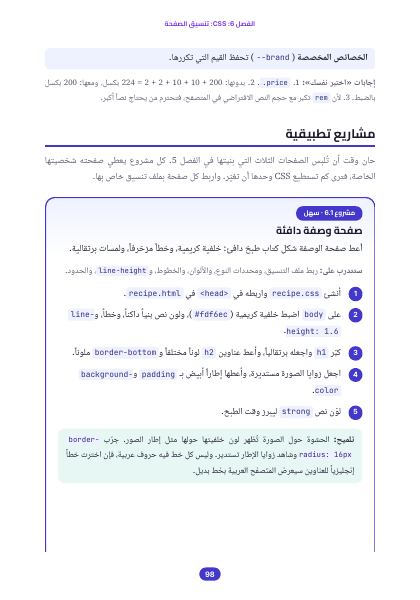 الفصل 6: CSS: تنسيق الصفحة
الخصائص المخصصة ( --brand ) تحفظ القيم التي تكررها.
إجابات «اختبر نفسك»: 1. .price . 2. بدونها: 200 + 10 + 10 + 2 + 2 = 224 بكسل، ومعها: 200 بكسل
بالضبط. 3. لأن rem تكبر مع حجم النص الافتراضي في المتصفح، فتحترم من يحتاج نصاً أكبر.
مشاريع تطبيقية
حان وقت أن تُلبِس الصفحات الثلاث التي بنيتها في الفصل 5. كل مشروع يعطي صفحته شخصيتها
الخاصة، فترى كم تستطيع CSS وحدها أن تغيّر. واربط كل صفحة بملف تنسيق خاص بها.
مشروع 6.1 · سهل
صفحة وصفة دافئة
أعطِ صفحة الوصفة شكل كتاب طبخ دافئ: خلفية كريمية، وخطاً مزخرفاً، ولمسات برتقالية.
ستتدرب على: ربط ملف التنسيق، ومحددات النوع، والألوان، والخطوط، و line-height ، والحدود.
1 أنشئ recipe.css واربطه في <head> في recipe.html .
2 على body اضبط خلفية كريمية ( #fdf6ec )، ولون نص بنياً داكناً، وخطاً، و line-
height: 1.6.
3 كبّر h1 واجعله برتقالياً، وأعطِ عناوين h2 لوناً مختلفاً و border-bottom ملوناً.
4 اجعل زوايا الصورة مستديرة، وأعطها إطاراً أبيض بـ padding و background-
color.
5 لوّن نص strong ليبرز وقت الطبخ.
تلميح: الحشوة حول الصورة تُظهر لون خلفيتها حولها مثل إطار الصور. جرّب border-
radius: 16px وشاهد زوايا الإطار تستدير. وليس كل خط فيه حروف عربية، فإن اخترت خطاً
إنجليزياً للعناوين سيعرض المتصفح العربية بخط بديل.
98